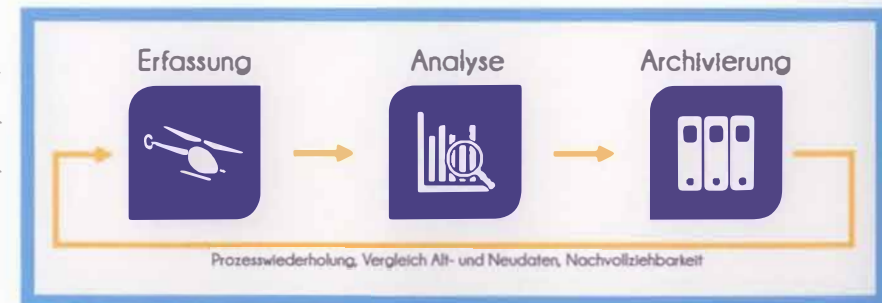 Erfassung
Analyse
Archivierung
Prozesswiederholung, Vergleich Alt- und Neudaten, Nachvollziehbarkeit